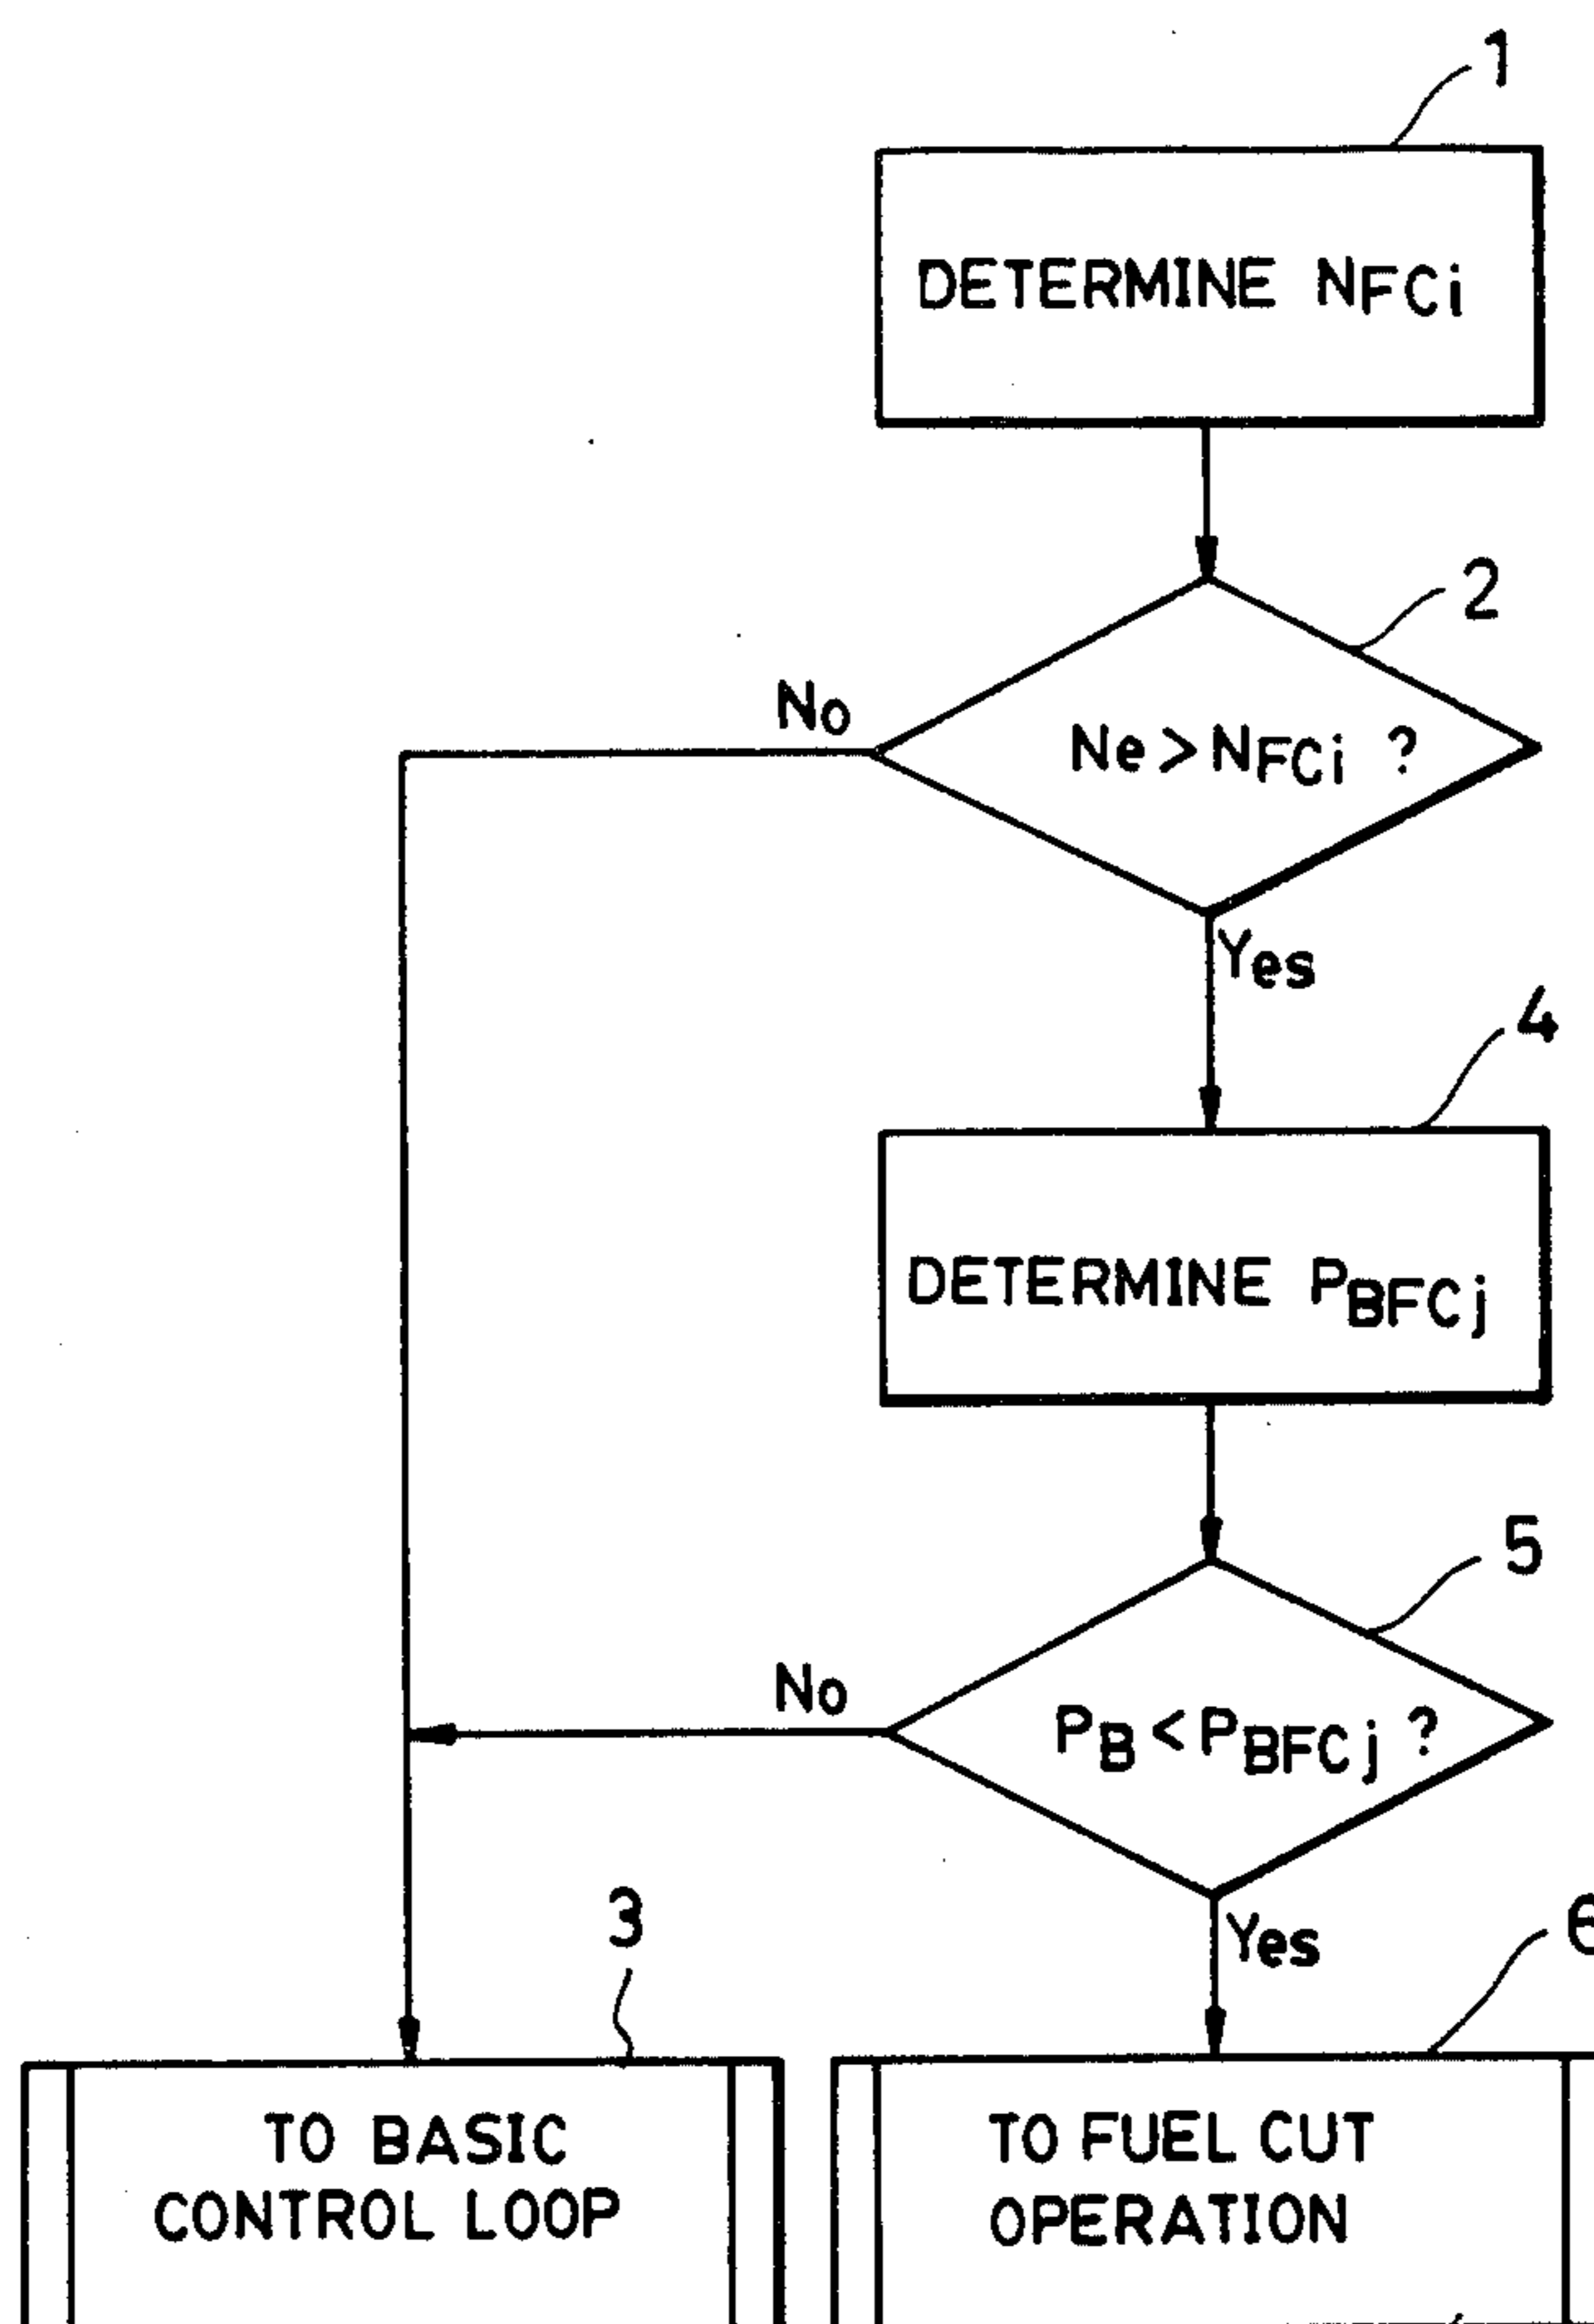 1
DETERMINE NFCi
2
No
Ne>NFCi ?
Yes
4
DETERMINE PBFCj
5
No
PB<PBFCj ?
Yes
3
6
TO BASIC
CONTROL LOOP
TO FUEL CUT
OPERATION